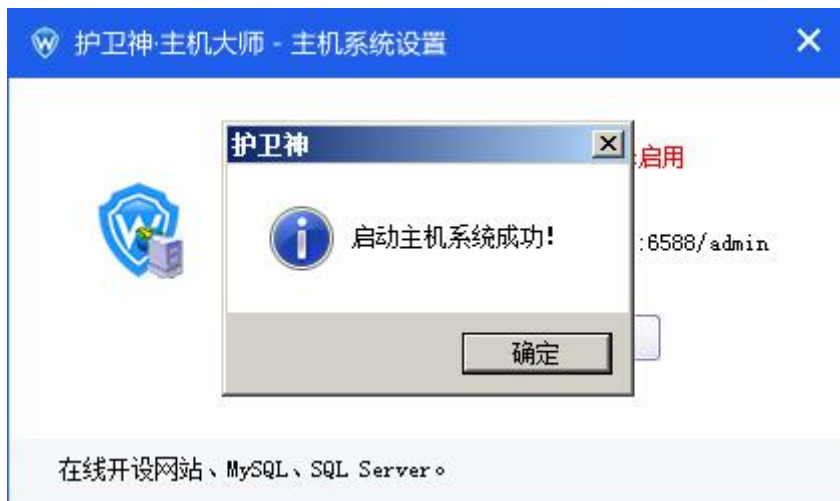 护卫神·主机大师 - 主机系统设置
护卫神
启用
启动主机系统成功!
:6588/admin
确定
在线开设网站、MySQL、SQL Server。